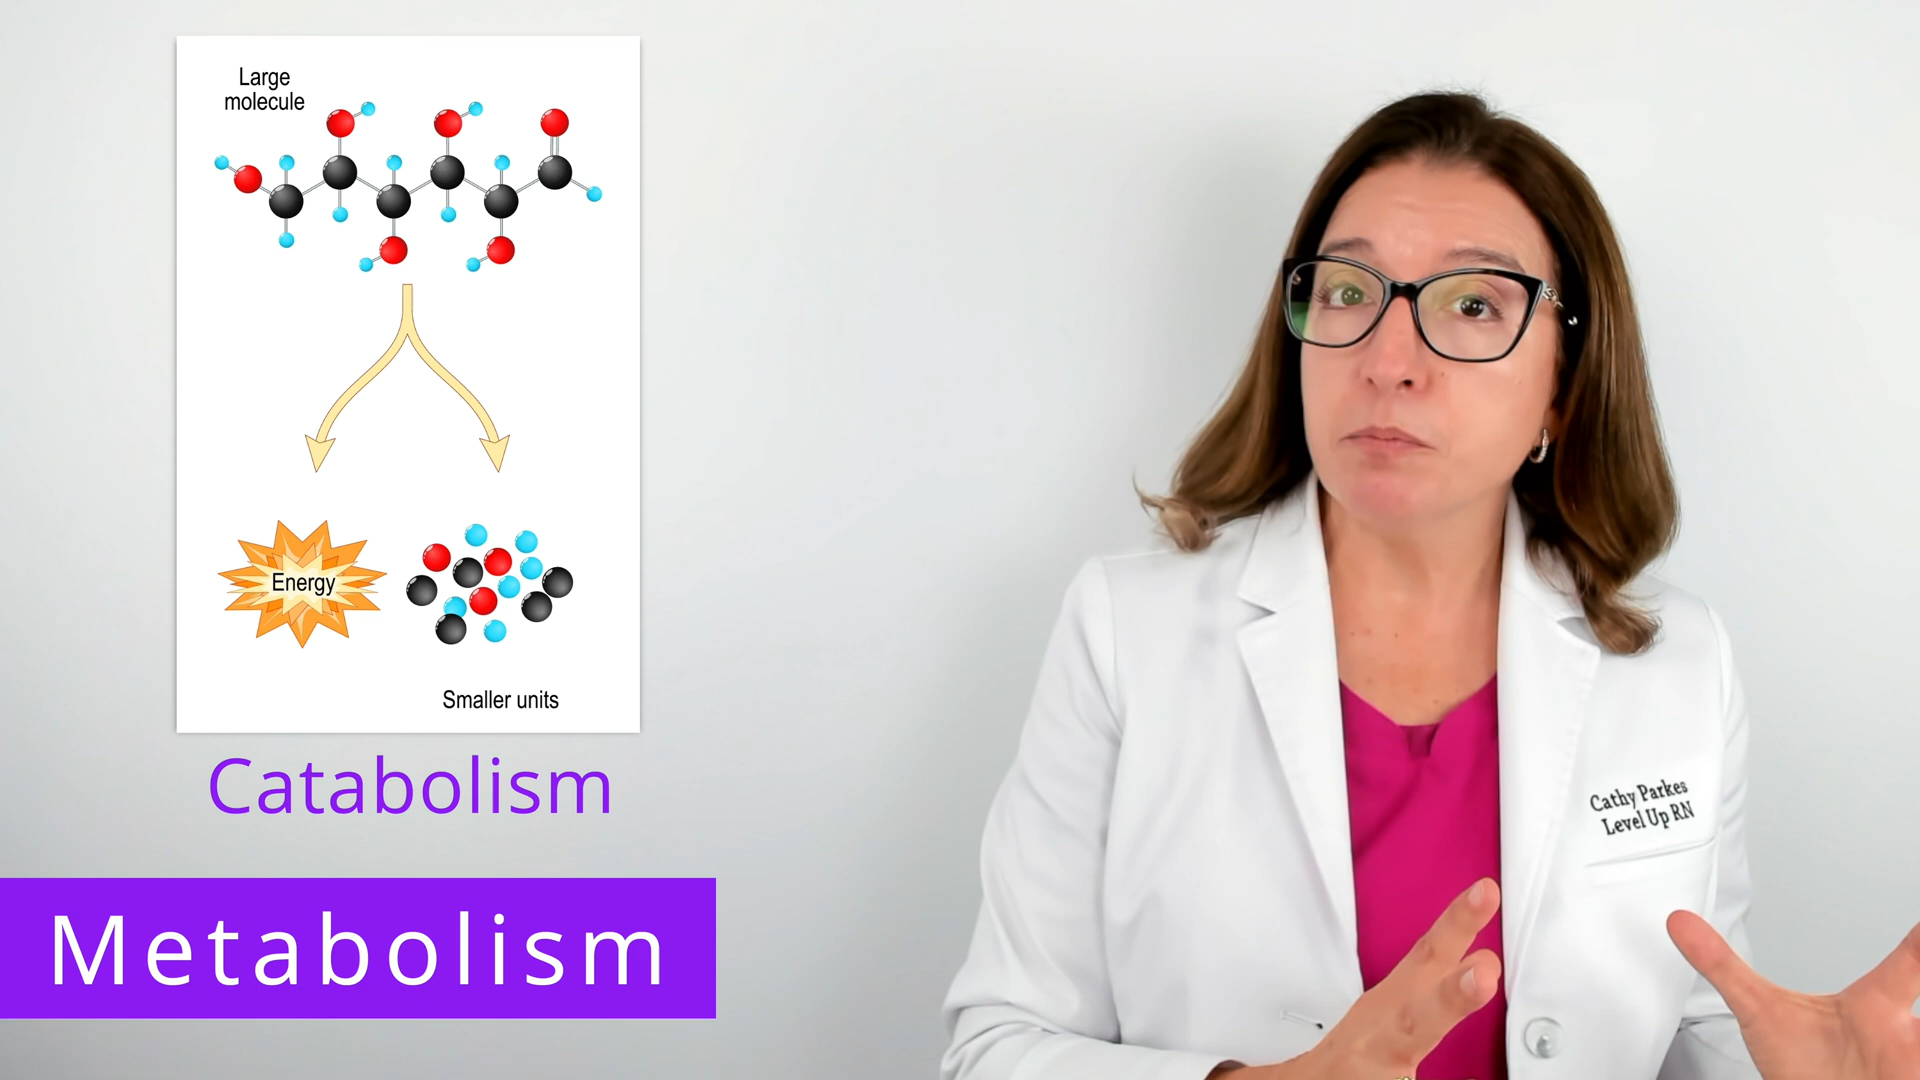 Large
molecule
Energy
Smaller units
Catabolism
Metabolism
Cathy Parkes
Level Up RN